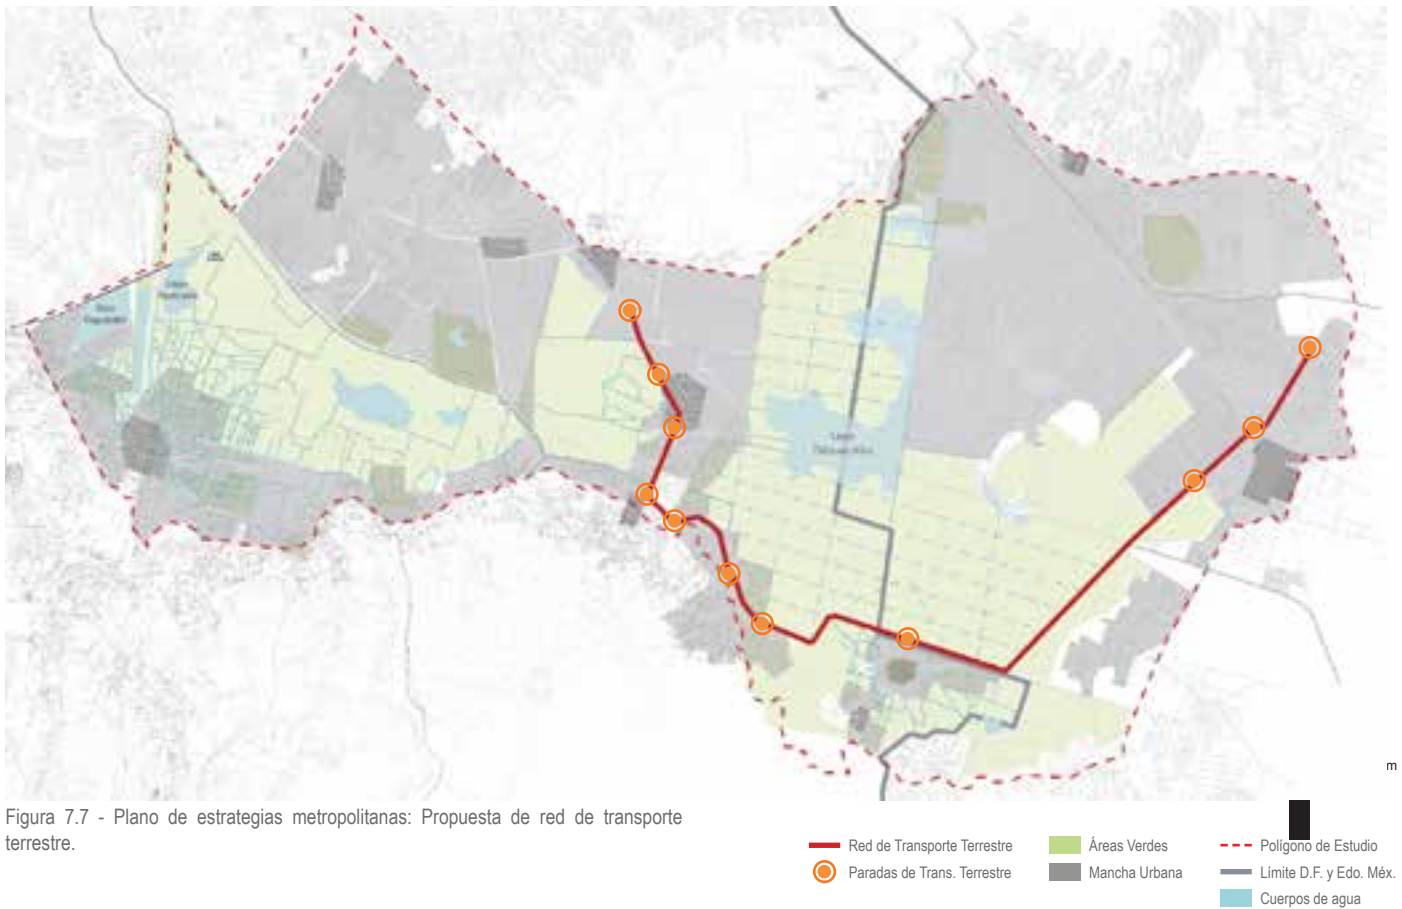 m
Figura 7.7 - Plano de estrategias metropolitanas: Propuesta de red de transporte
terrestre.
Red de Transporte Terrestre
Paradas de Trans. Terrestre
Áreas Verdes
Mancha Urbana
Polígono de Estudio
Límite D.F. y Edo. Méx.
Cuerpos de agua